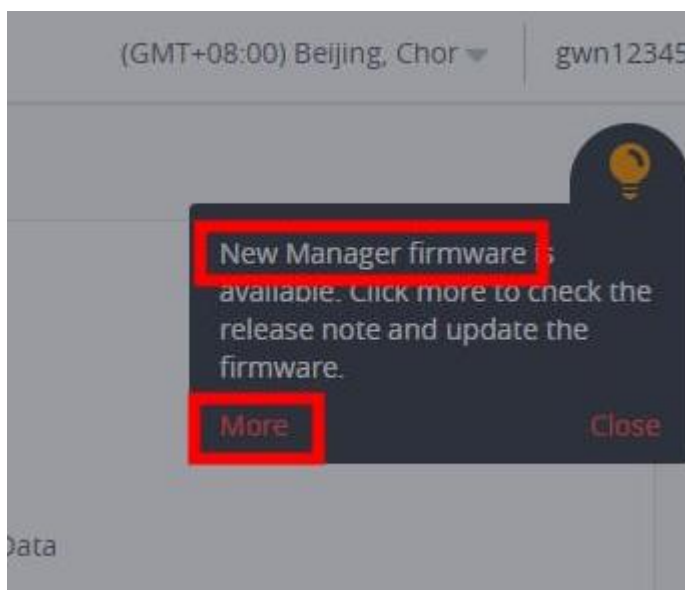 (GMT+08:00) Beijing, Chor
gwn12345
New Manager firmware is
available. Click more to check the
release note and update the
firmware.
More
Close
Data